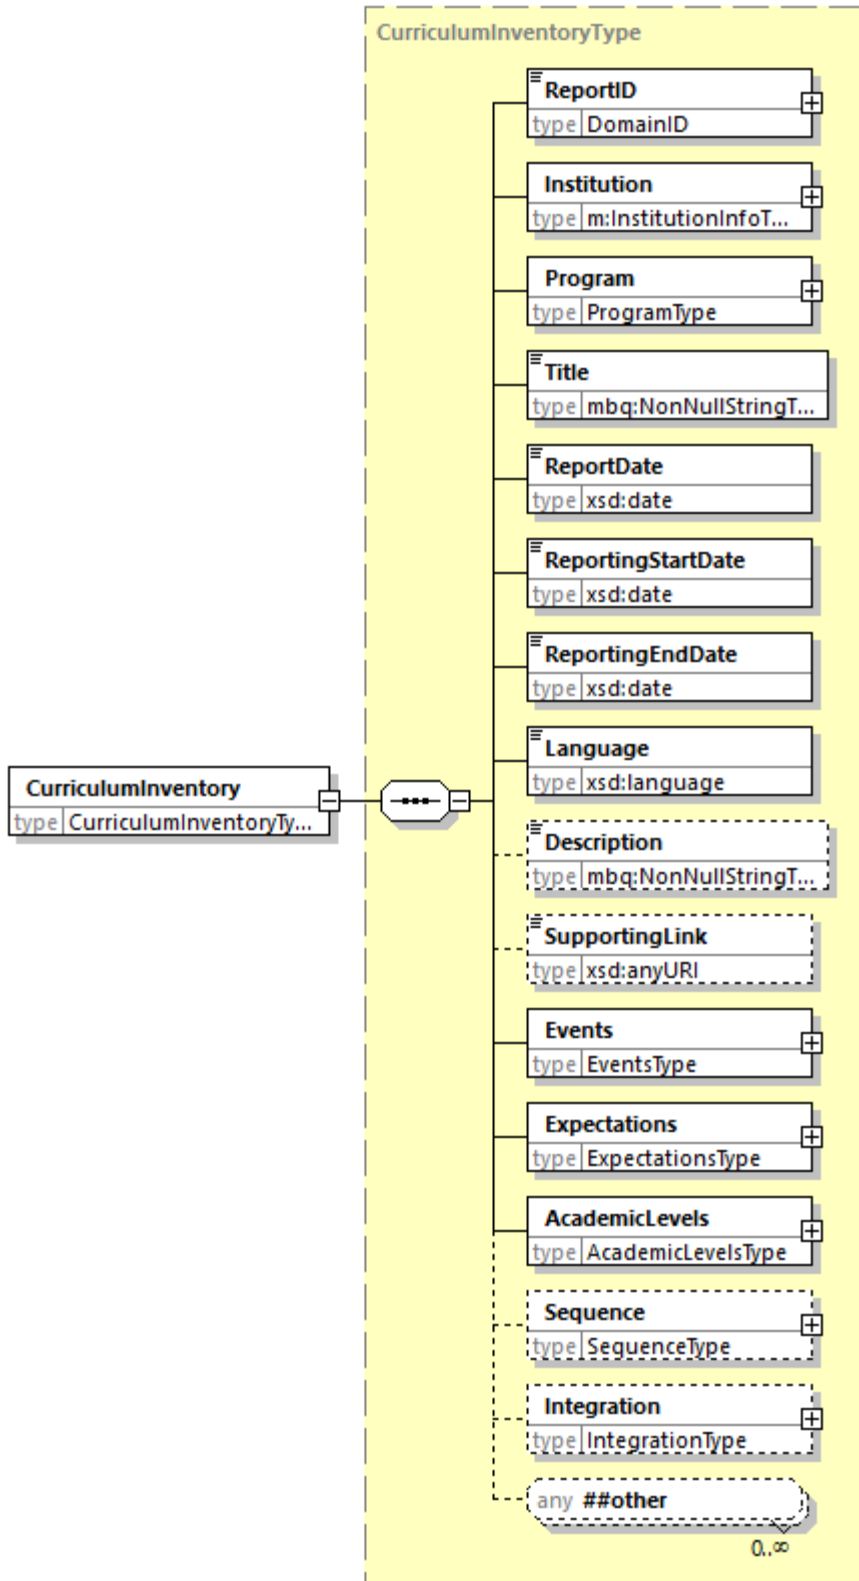 CurriculumInventoryType
ReportID
type DomainID
Institution
type m:InstitutionInfoT...
Program
type ProgramType
Title
type mbq:NonNullStringT...
ReportDate
type xsd:date
ReportingStartDate
type xsd:date
ReportingEndDate
type xsd:date
Language
type xsd:language
CurriculumInventory
type CurriculumInventoryTy...
Description
type mbq:NonNullStringT...
SupportingLink
type xsd:anyURI
Events
type EventsType
Expectations
type ExpectationsType
AcademicLevels
type AcademicLevelsType
Sequence
type SequenceType
Integration
type IntegrationType
any ##other
0..∞